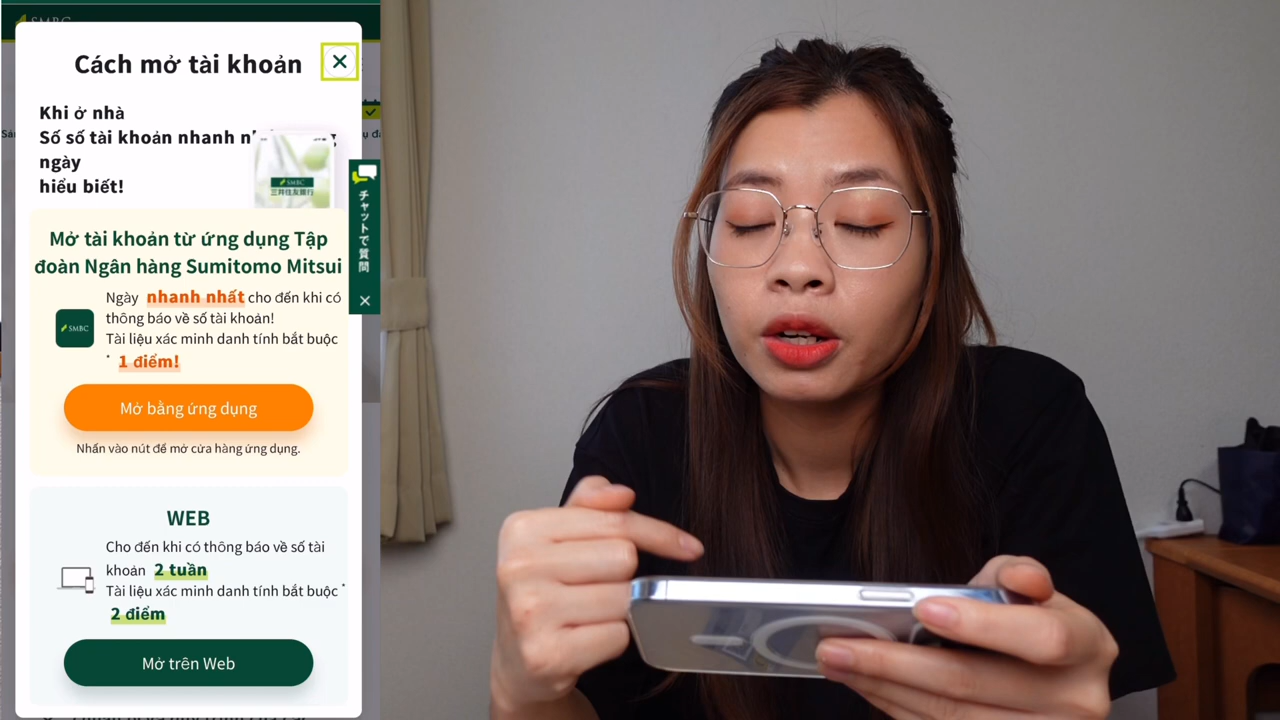 SMBC
Cách mở tài khoản
Khi ở nhà
Số số tài khoản nhanh
ngày
hiểu biết!
SMBC
三井住友銀行
チャットで質問
Mở tài khoản từ ứng dụng Tập
đoàn Ngân hàng Sumitomo Mitsui
Ngày nhanh nhất cho đến khi có
thông báo về số tài khoản!
SMBC
Tài liệu xác minh danh tính bắt buộc
* 1 điểm!
Mở bằng ứng dụng
Nhấn vào nút để mở cửa hàng ứng dụng.
WEB
Cho đến khi có thông báo về số tài
khoản 2 tuần
Tài liệu xác minh danh tính bắt buộc *
2 điểm
Mở trên Web